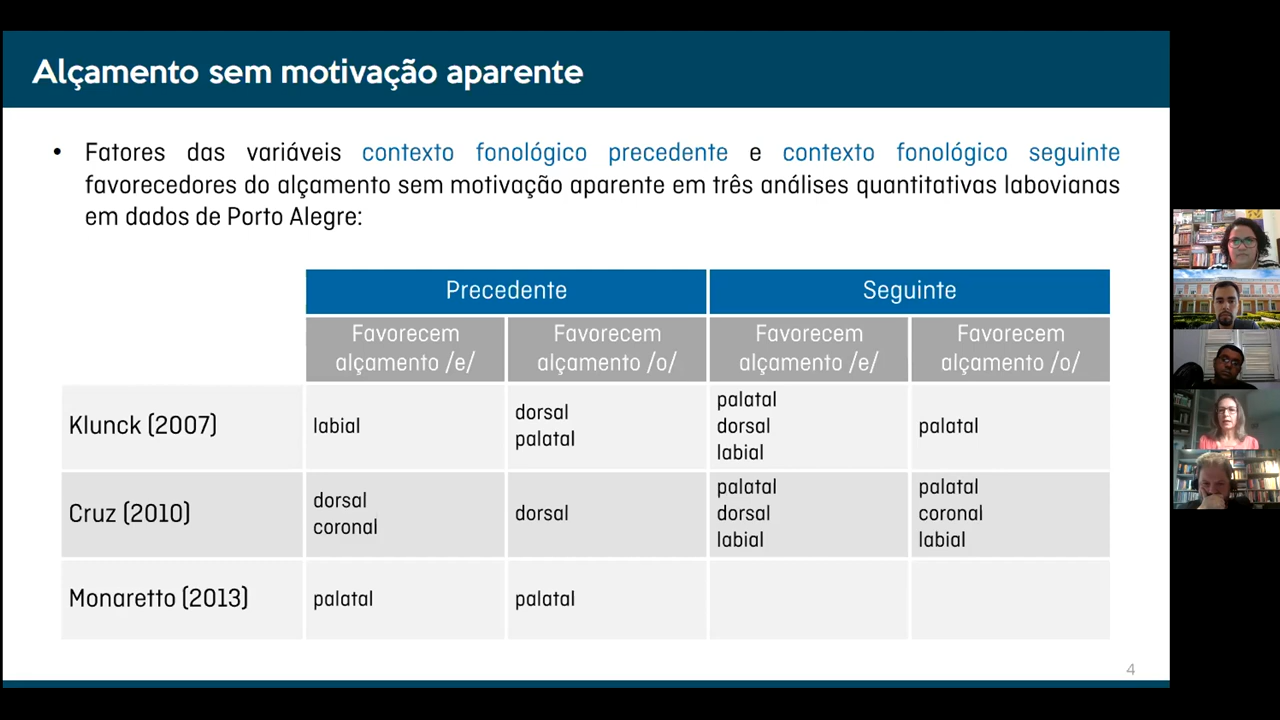 Alçamento sem motivação aparente
• Fatores das variáveis contexto fonológico precedente e contexto fonológico seguinte
favorecedores do alçamento sem motivação aparente em três análises quantitativas labovianas
em dados de Porto Alegre:
Precedente Seguinte
Favorecem Favorecem Favorecem Favorecem
alçamento /e/ alçamento /o/ alçamento /e/ alçamento /o/
Klunck (2007)
labial
dorsal
palatal
palatal
dorsal
labial
palatal
Cruz (2010)
dorsal
coronal
dorsal
palatal
dorsal
labial
palatal
coronal
labial
Monaretto (2013)
palatal
palatal
4